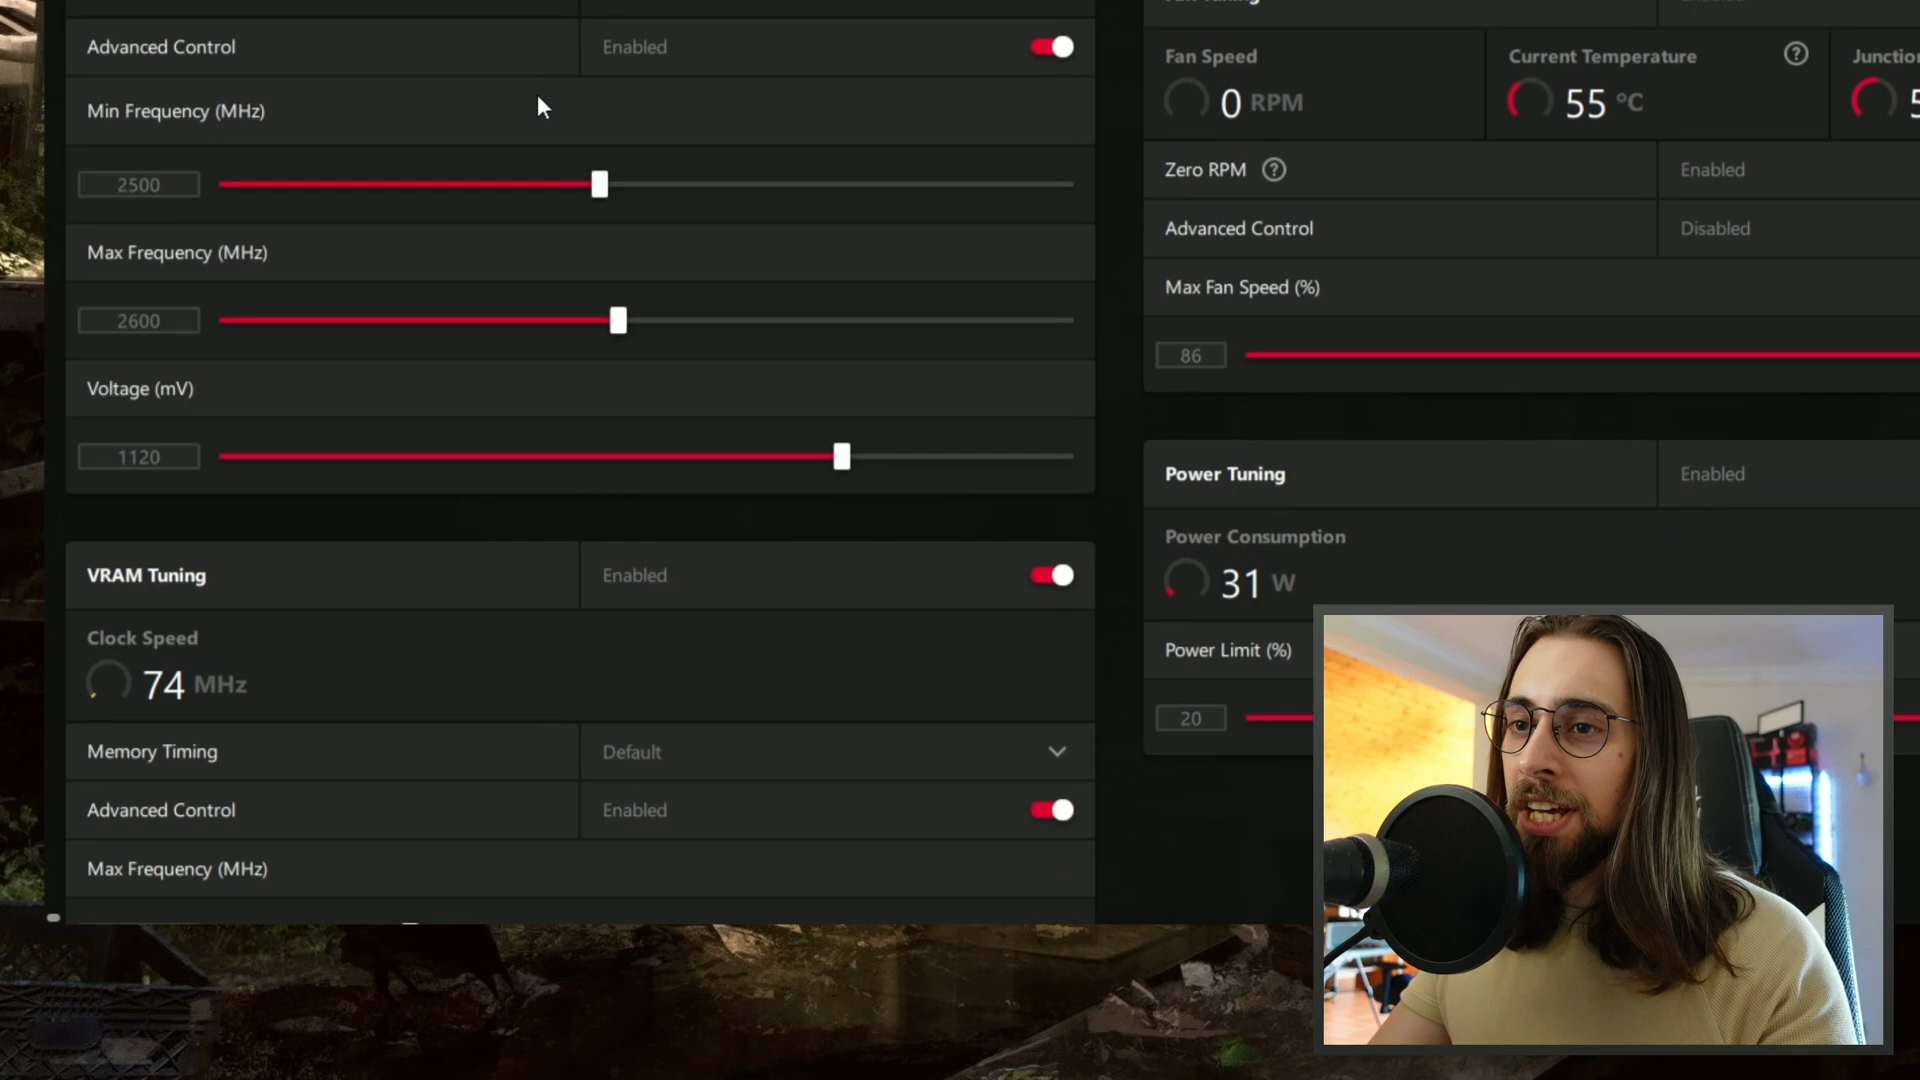 Advanced Control
Enabled
Min Frequency (MHz)
2500
Max Frequency (MHz)
2600
Voltage (mV)
1120
VRAM Tuning
Enabled
Clock Speed
74 MHz
Memory Timing
Default
Advanced Control
Enabled
Max Frequency (MHz)
Fan Speed
0 RPM
Current Temperature
55 °C
Zero RPM
Enabled
Advanced Control
Disabled
Max Fan Speed (%)
86
Power Tuning
Enabled
Power Consumption
31 W
Power Limit (%)
20